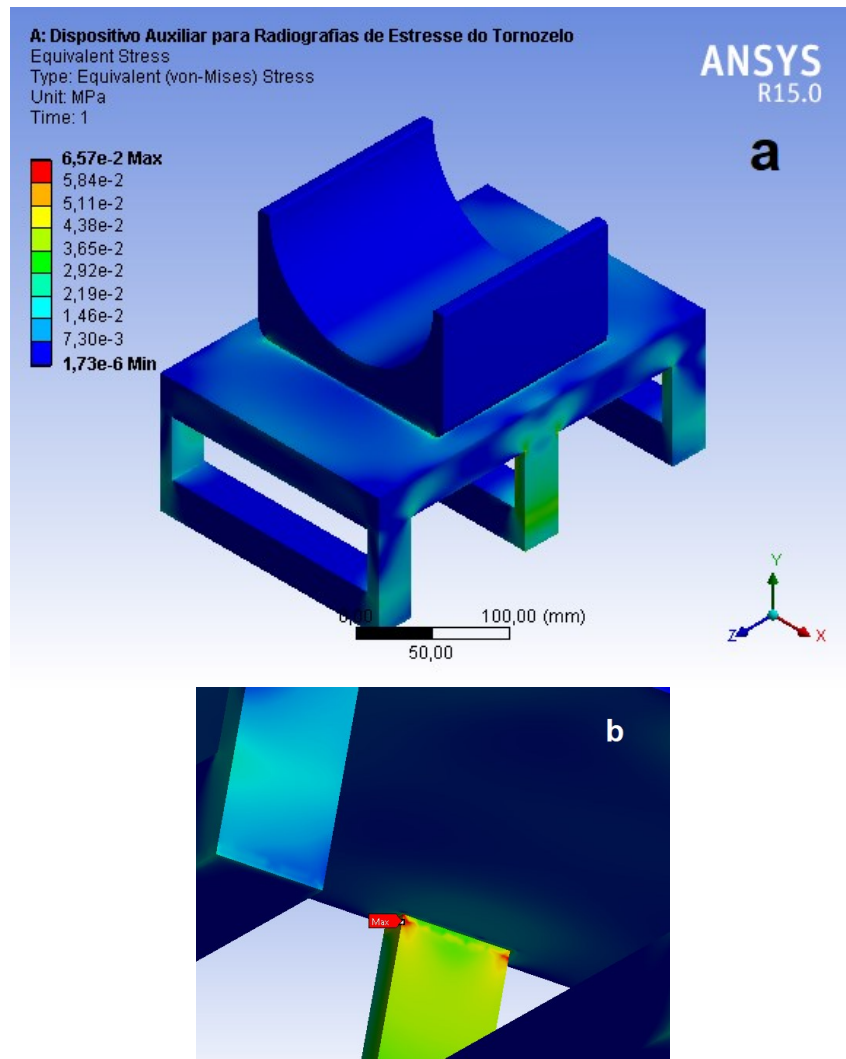 A: Dispositivo Auxiliar para Radiografias de Estresse do Tornozelo
Equivalent Stress
Type: Equivalent (von-Mises) Stress
Unit: MPa
Time: 1
ANSYS
R15.0
a
6,57e-2 Max
5,84e-2
5,11e-2
4,38e-2
3,65e-2
2,92e-2
2,19e-2
1,46e-2
7,30e-3
1,73e-6 Min
0,00
100,00 (mm)
50,00
Y
Z
X
b
Max